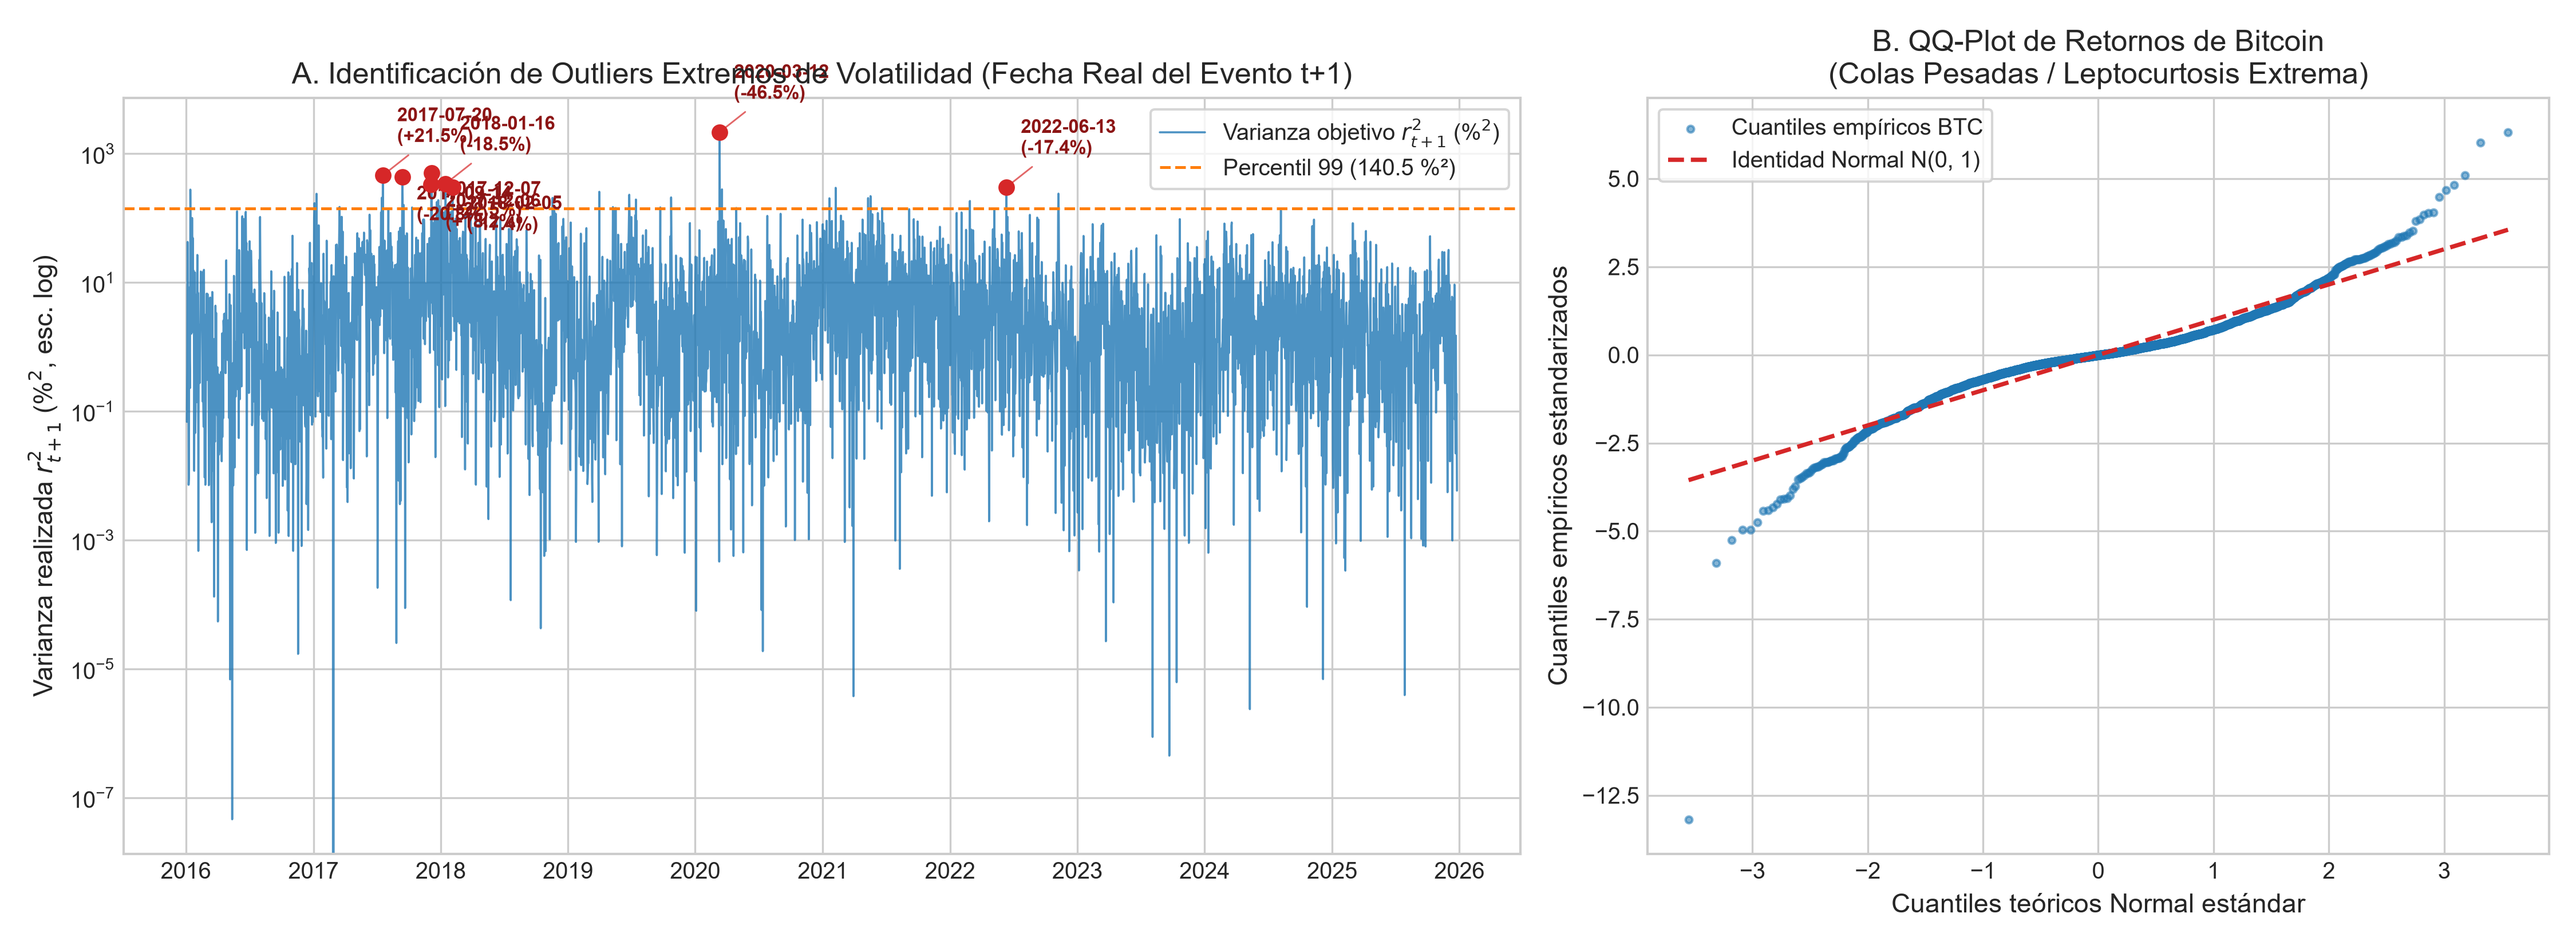 A. Identificación de Outliers Extremos de Volatilidad (Fecha Real del Evento t+1)
2020-03-12
(-46.5%)
2017-07-20
(+21.5%)
2018-01-16
(-18.5%)
2022-06-13
(-17.4%)
2017-12-07
Varianza objetivo r²ₜ₊₁ (%²)
Percentil 99 (140.5 %²)
Varianza realizada r²ₜ₊₁ (%², esc. log)
10³
10¹
10⁻¹
10⁻³
10⁻⁵
10⁻⁷
2016 2017 2018 2019 2020 2021 2022 2023 2024 2025 2026
B. QQ-Plot de Retornos de Bitcoin
(Colas Pesadas / Leptocurtosis Extrema)
Cuantiles empíricos BTC
Identidad Normal N(0, 1)
Cuantiles empíricos estandarizados
5.0
2.5
0.0
−2.5
−5.0
−7.5
−10.0
−12.5
−3 −2 −1 0 1 2 3
Cuantiles teóricos Normal estándar